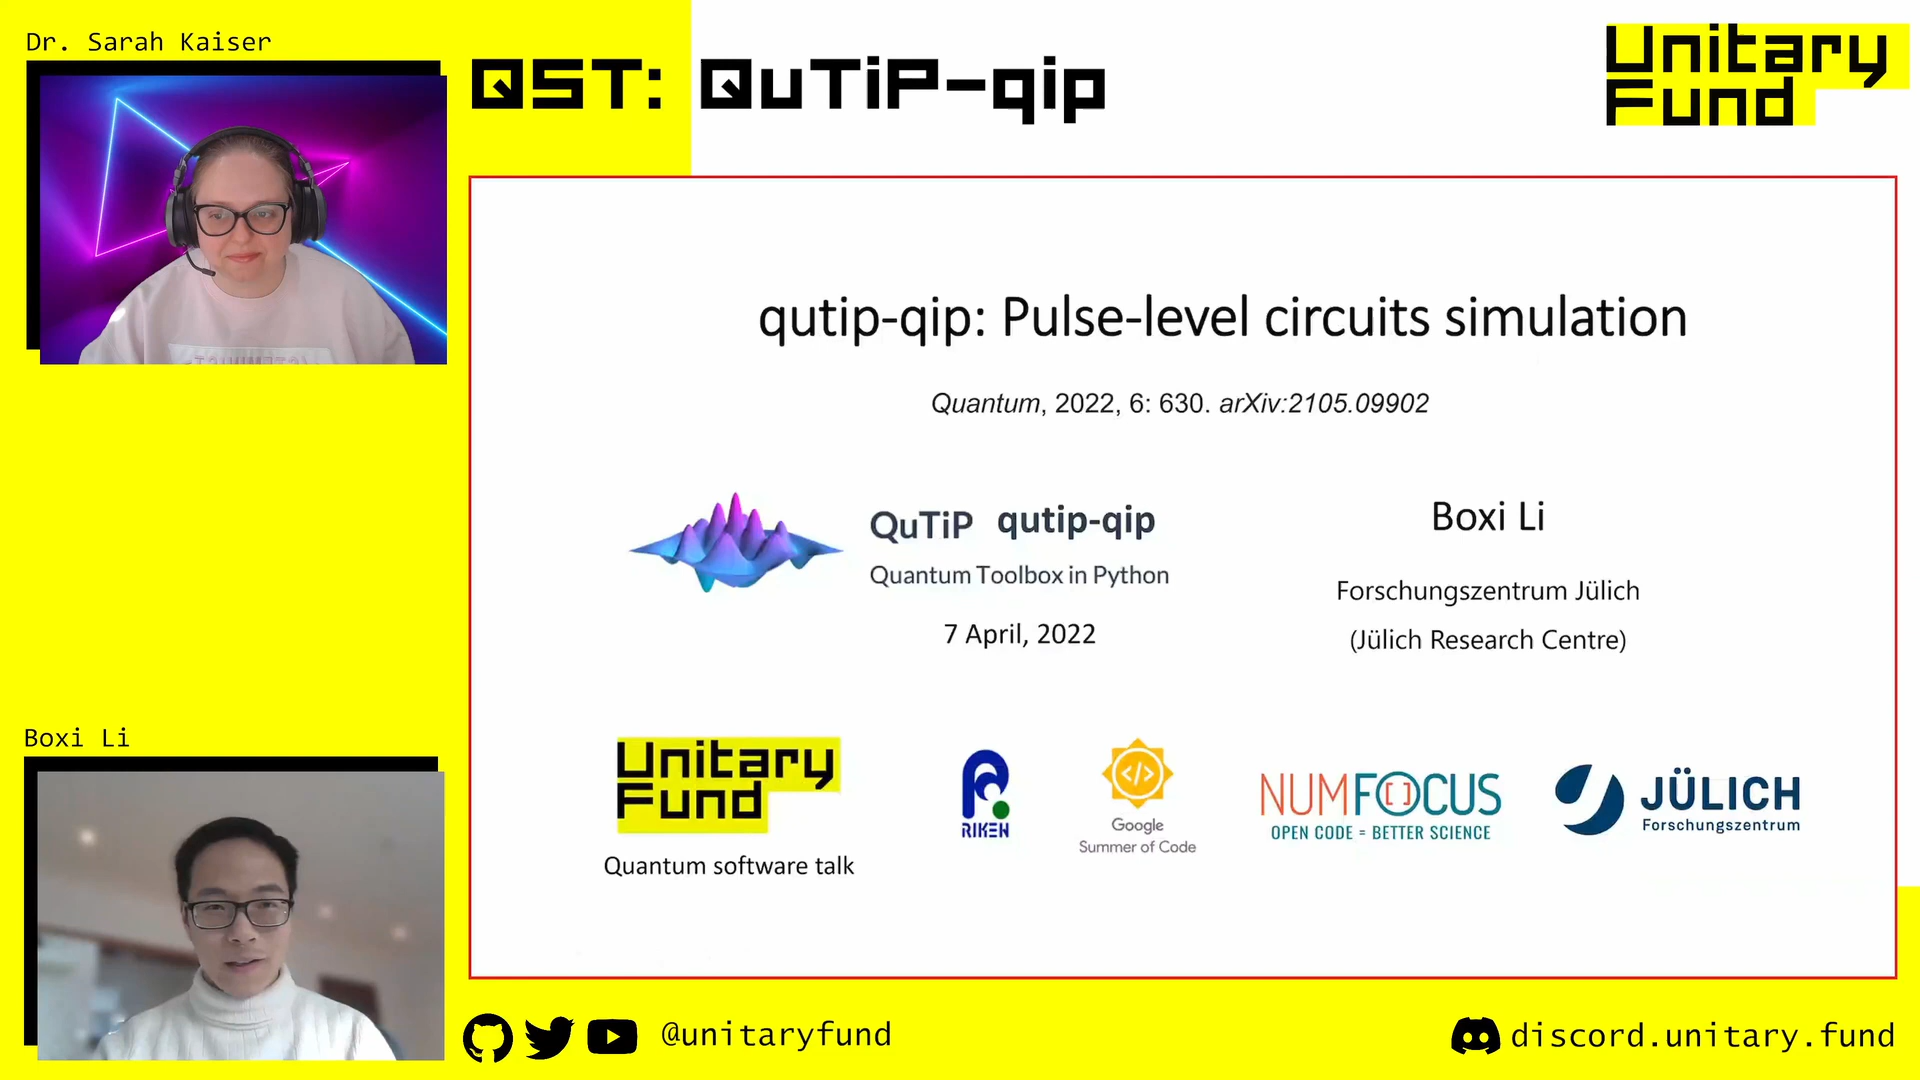 Dr. Sarah Kaiser
QST: QuTiP-qip
Unitary
Fund
qutip-qip: Pulse-level circuits simulation
Quantum, 2022, 6: 630. arXiv:2105.09902
QuTiP qutip-qip
Quantum Toolbox in Python
7 April, 2022
Boxi Li
Forschungszentrum Jülich
(Jülich Research Centre)
Boxi Li
Unitary
Fund
Quantum software talk
RIKEN
Google
Summer of Code
NUMFOCUS
OPEN CODE = BETTER SCIENCE
JÜLICH
Forschungszentrum
@unitaryfund
discord.unitary.fund